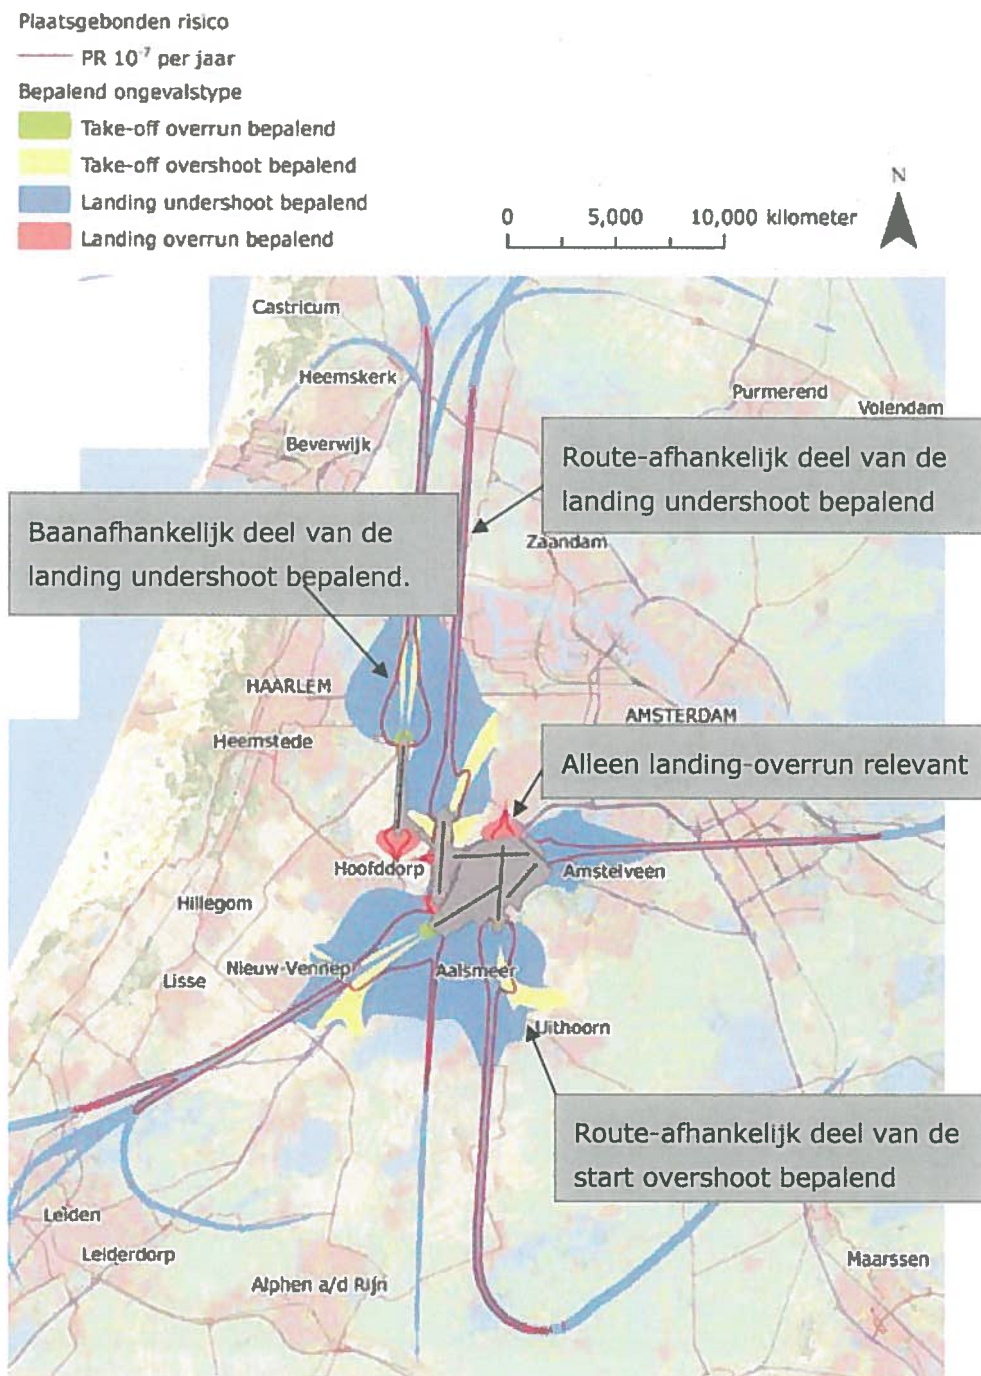 Plaatsgebonden risico
PR 10⁻⁷ per jaar
Bepalend ongevalstype
Take-off overrun bepalend
Take-off overshoot bepalend
Landing undershoot bepalend
Landing overrun bepalend
N
0 5,000 10,000 kilometer
Castricum
Heemskerk
Purmerend
Volendam
Beverwijk
Route-afhankelijk deel van de
landing undershoot bepalend
Baanafhankelijk deel van de
landing undershoot bepalend.
Zaandam
HAARLEM
AMSTERDAM
Heemstede
Alleen landing-overrun relevant
Hoofddorp
Amstelveen
Hillegom
Nieuw-Vennep
Aalsmeer
Lisse
Uithoorn
Route-afhankelijk deel van de
start overshoot bepalend
Leiden
Leiderdorp
Alphen a/d Rijn
Maarssen